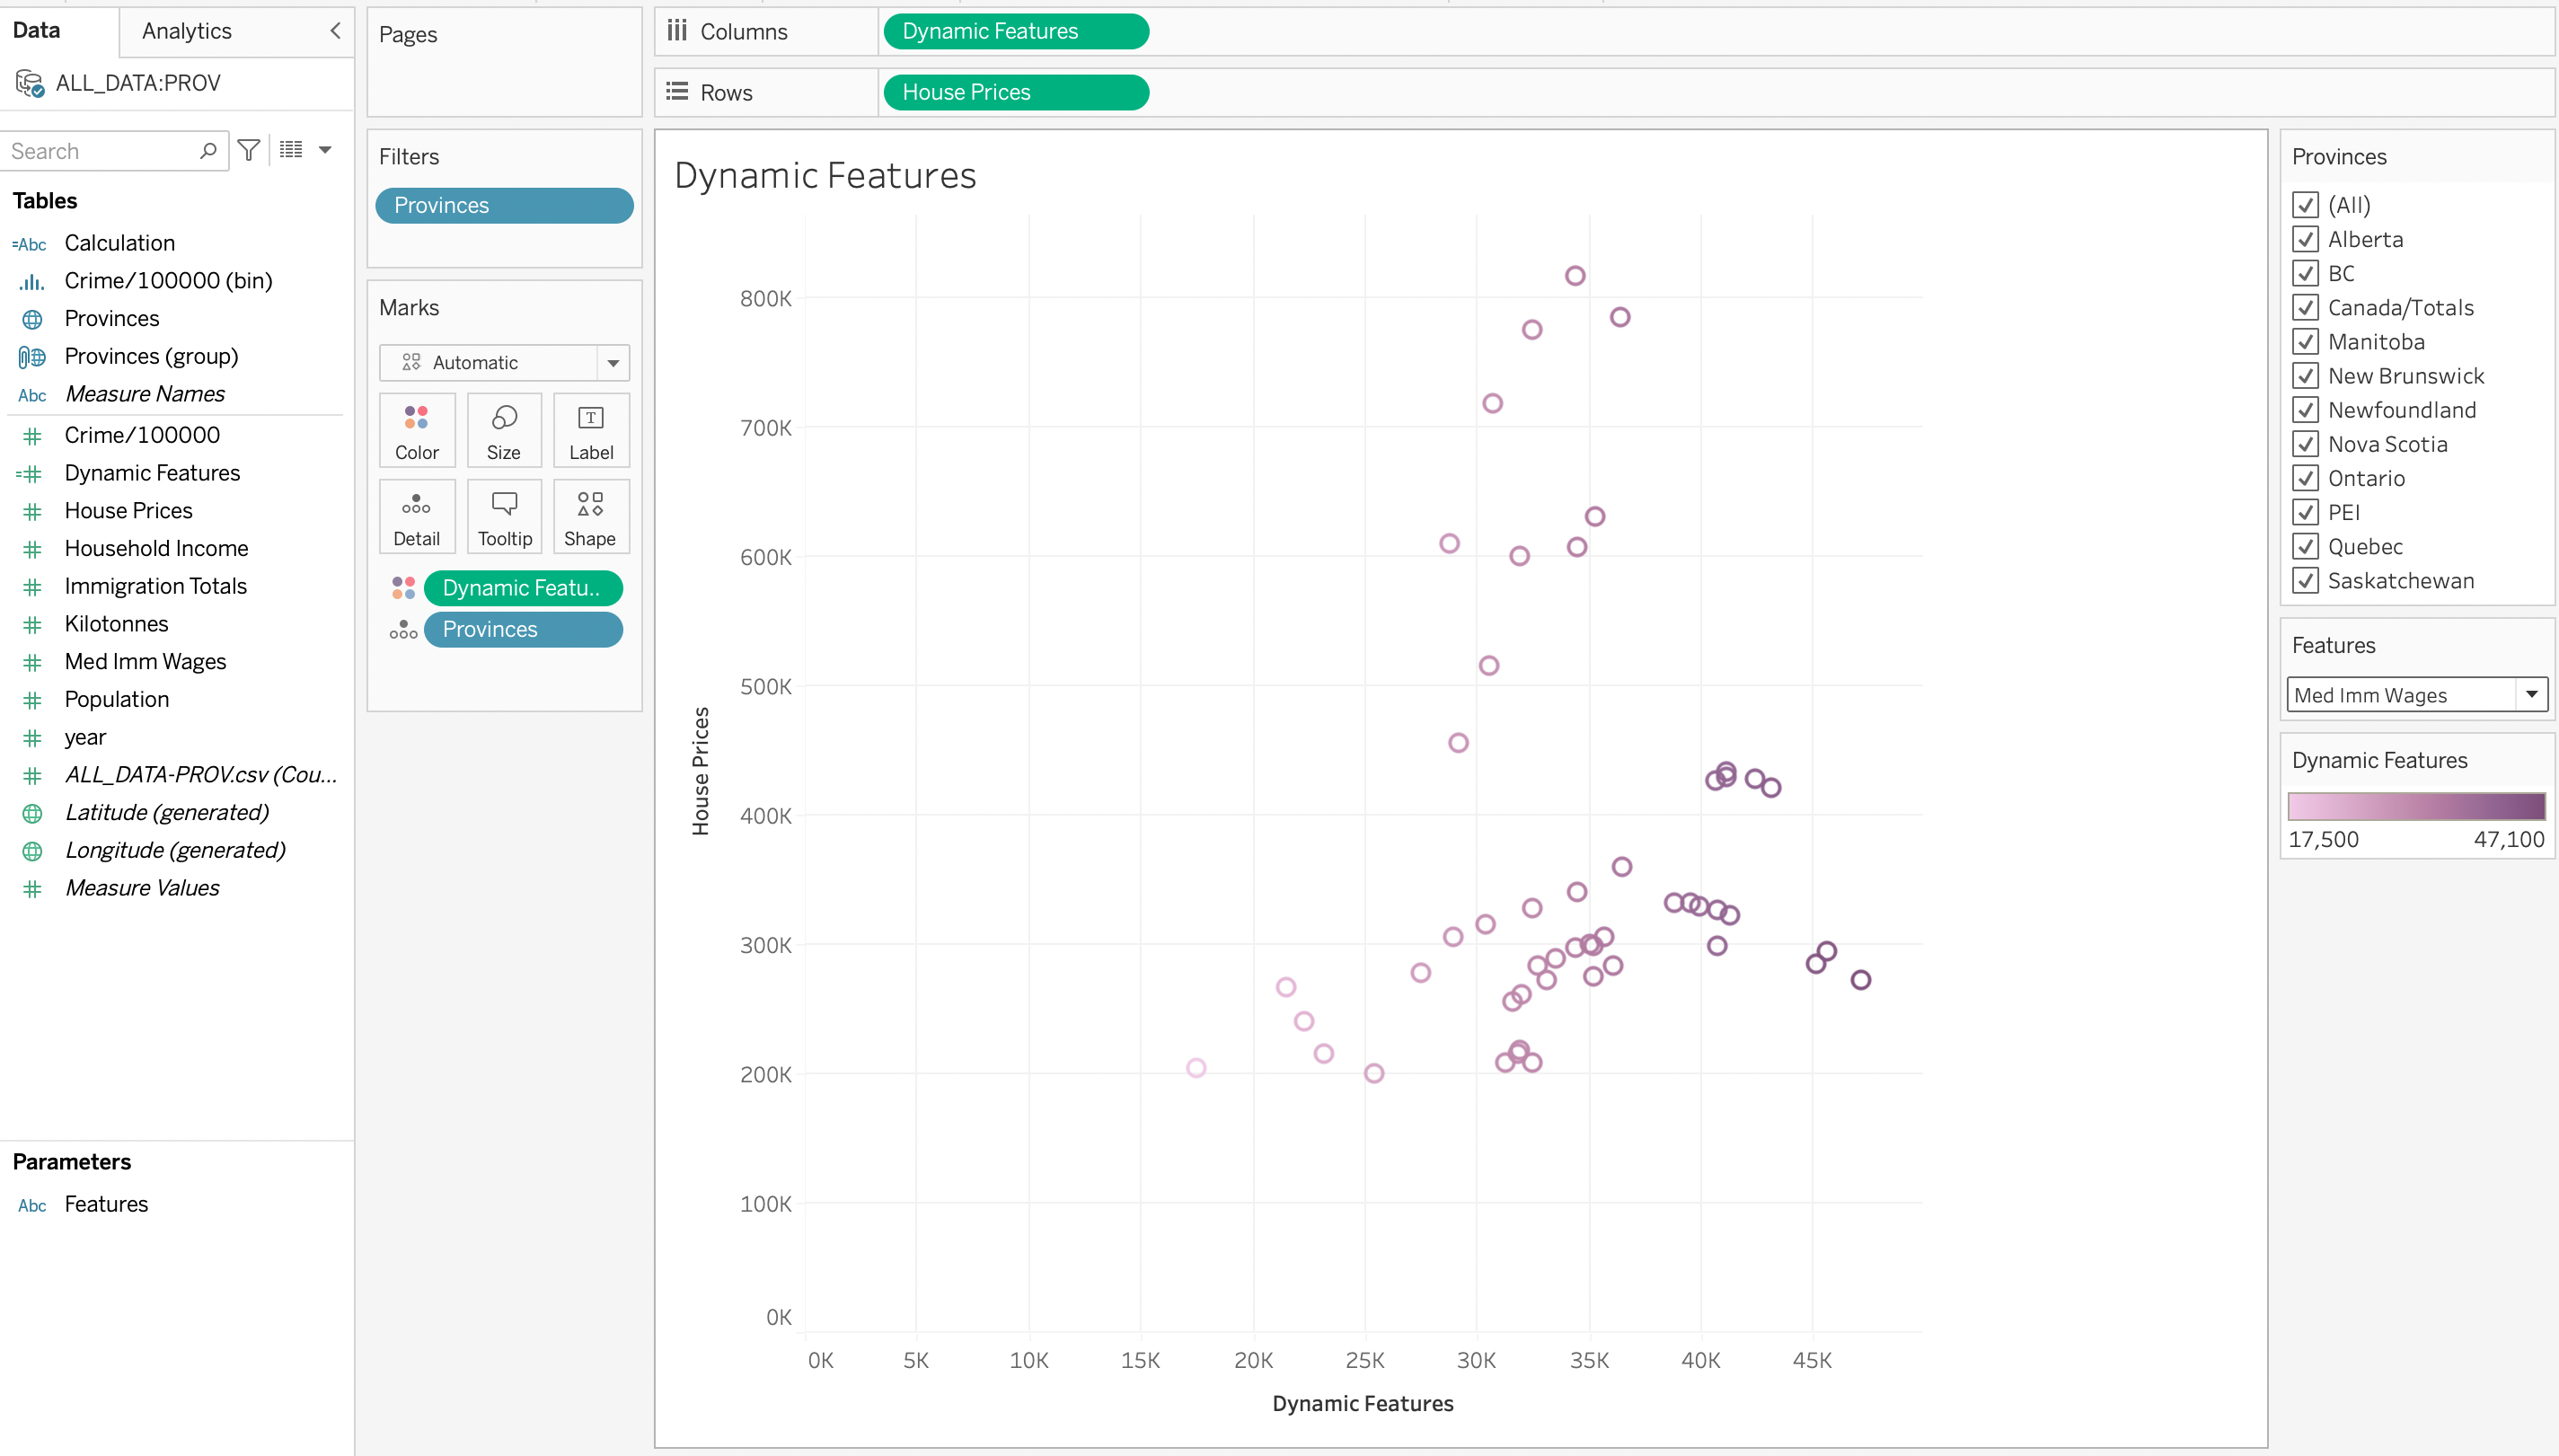 Data
Analytics
ALL_DATA:PROV
Search
Tables
=Abc Calculation
Crime/100000 (bin)
Provinces
Provinces (group)
Abc Measure Names
# Crime/100000
=# Dynamic Features
# House Prices
# Household Income
# Immigration Totals
# Kilotonnes
# Med Imm Wages
# Population
# year
# ALL_DATA-PROV.csv (Cou...
Latitude (generated)
Longitude (generated)
# Measure Values
Parameters
Abc Features
Pages
Filters
Provinces
Marks
Automatic
Color
Size
T
Label
Detail
Tooltip
Shape
Dynamic Featu..
Provinces
Columns
Dynamic Features
Rows
House Prices
Dynamic Features
800K
700K
600K
500K
400K
300K
200K
100K
0K
House Prices
0K 5K 10K 15K 20K 25K 30K 35K 40K 45K
Dynamic Features
Provinces
(All)
Alberta
BC
Canada/Totals
Manitoba
New Brunswick
Newfoundland
Nova Scotia
Ontario
PEI
Quebec
Saskatchewan
Features
Med Imm Wages
Dynamic Features
17,500 47,100